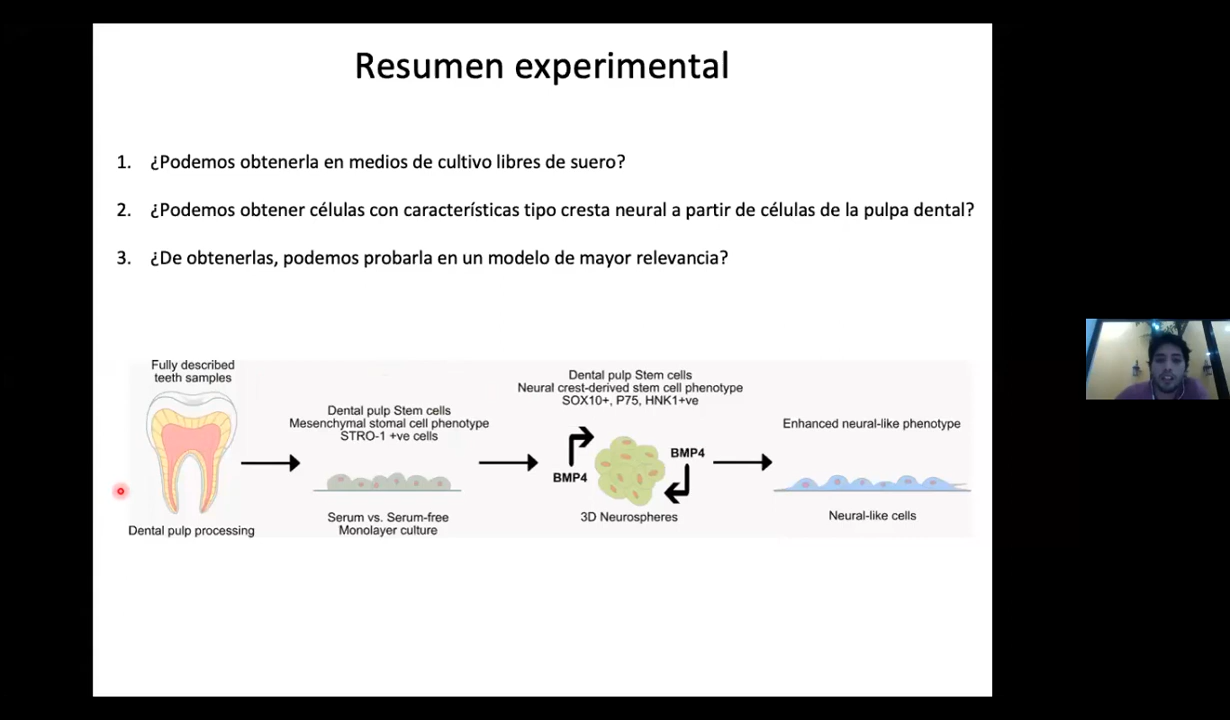 Resumen experimental
1. ¿Podemos obtenerla en medios de cultivo libres de suero?
2. ¿Podemos obtener células con características tipo cresta neural a partir de células de la pulpa dental?
3. ¿De obtenerlas, podemos probarla en un modelo de mayor relevancia?
Fully described
teeth samples
Dental pulp processing
Dental pulp Stem cells
Mesenchymal stomal cell phenotype
STRO-1 +ve cells
Serum vs. Serum-free
Monolayer culture
Dental pulp Stem cells
Neural crest-derived stem cell phenotype
SOX10+, P75, HNK1+ve
BMP4
BMP4
3D Neurospheres
Enhanced neural-like phenotype
Neural-like cells